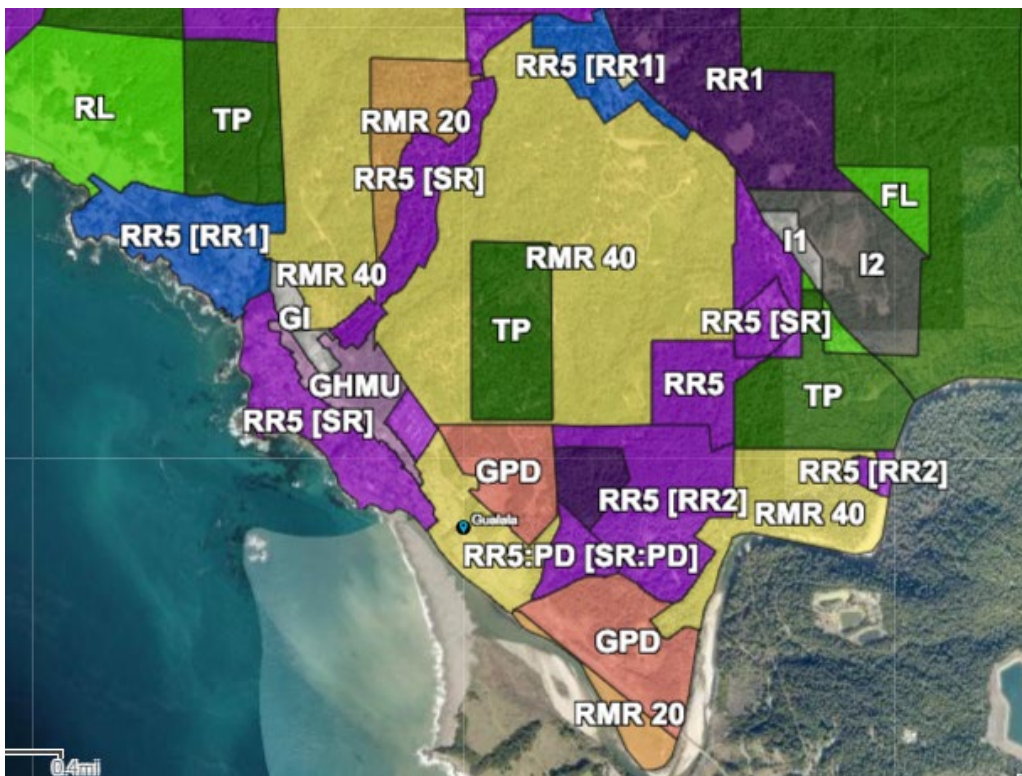 RR5 [RR1]
RR1
RL
TP
RMR 20
RR5 [SR]
FL
RR5 [RR1]
I1
RMR 40
I2
RMR 40
GI
TP
RR5 [SR]
GHMU
RR5
TP
RR5 [SR]
GPD
RR5 [RR2]
RR5 [RR2]
RMR 40
Gualala
RR5:PD [SR:PD]
GPD
RMR 20
0.4mi